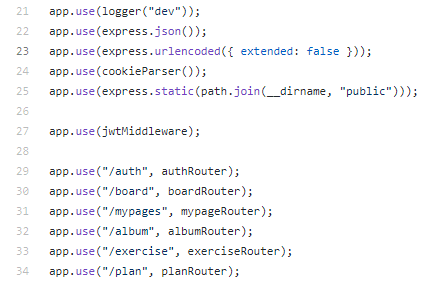 21 app.use(logger("dev"));
22 app.use(express.json());
23 app.use(express.urlencoded({ extended: false }));
24 app.use(cookieParser());
25 app.use(express.static(path.join(__dirname, "public")));
26
27 app.use(jwtMiddleware);
28
29 app.use("/auth", authRouter);
30 app.use("/board", boardRouter);
31 app.use("/mypages", mypageRouter);
32 app.use("/album", albumRouter);
33 app.use("/exercise", exerciseRouter);
34 app.use("/plan", planRouter);